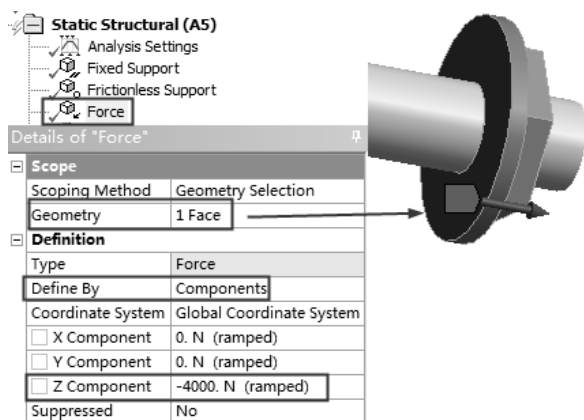 Static Structural (A5)
Analysis Settings
Fixed Support
Frictionless Support
Force
Details of "Force"
Scope
Scoping Method Geometry Selection
Geometry 1 Face
Definition
Type Force
Define By Components
Coordinate System Global Coordinate System
X Component 0. N (ramped)
Y Component 0. N (ramped)
Z Component -4000. N (ramped)
Suppressed No